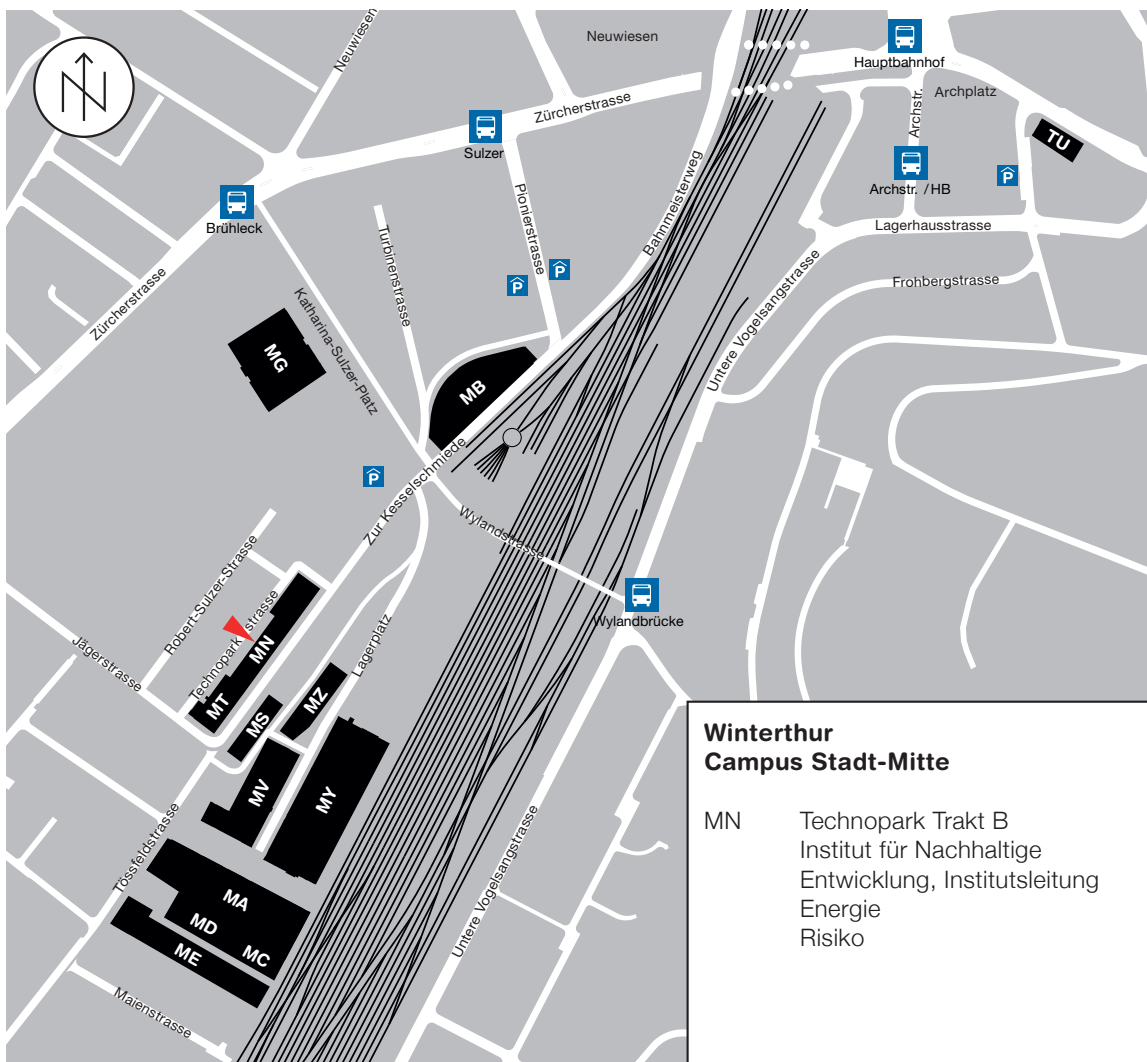 Neuwiesen
Neuwiesen
Hauptbahnhof
Zürcherstrasse
Archplatz
Archstr.
TU
Sulzer
Archstr. / HB
P
Brühleck
Pionierstrasse
Bahnmeisterweg
Lagerhausstrasse
Turbinenstrasse
P
P
Frohbergstrasse
Zürcherstrasse
Katharina-Sulzer-Platz
Untere Vogelsangstrasse
MG
MB
P
Zur Kesselschmiede
Wylandstrasse
Robert-Sulzer-Strasse
Wylandbrücke
Technoparkstrasse
MN
Jägerstrasse
Lagerplatz
MT
MS
MZ
MV
MY
Tössfeldstrasse
Untere Vogelsangstrasse
MA
MD
MC
ME
Maienstrasse
Winterthur
Campus Stadt-Mitte
MN Technopark Trakt B
Institut für Nachhaltige
Entwicklung, Institutsleitung
Energie
Risiko
N